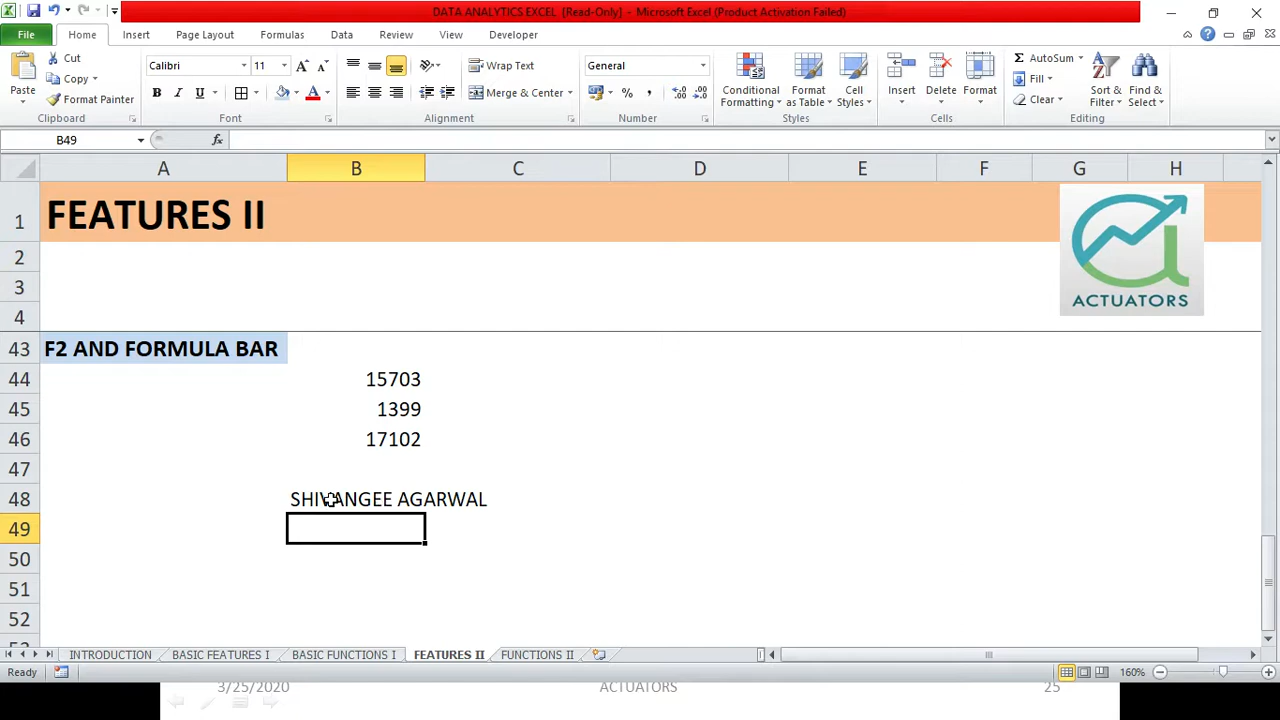 DATA ANALYTICS EXCEL [Read-Only] - Microsoft Excel (Product Activation Failed)
File Home Insert Page Layout Formulas Data Review View Developer
Paste
Cut
Copy
Format Painter
Clipboard
Calibri 11
B I U A
Font
Wrap Text
Merge & Center
Alignment
General
% ,
Number
Conditional Formatting
Format as Table
Cell Styles
Styles
Insert Delete Format
Cells
Σ AutoSum
Fill
Clear
Sort & Filter
Find & Select
Editing
B49 fx
A B C D E F G H
1 FEATURES II
ACTUATORS
2
3
4
43 F2 AND FORMULA BAR
44 15703
45 1399
46 17102
47
48 SHIVANGEE AGARWAL
49
50
51
52
INTRODUCTION BASIC FEATURES I BASIC FUNCTIONS I FEATURES II FUNCTIONS II
Ready 160%
3/25/2020 ACTUATORS 25